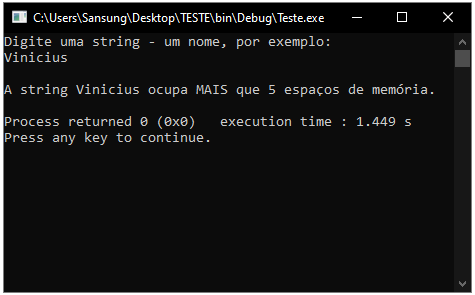 C:\Users\Sansung\Desktop\TESTE\bin\Debug\Teste.exe
Digite uma string - um nome, por exemplo:
Vinicius
A string Vinicius ocupa MAIS que 5 espaços de memória.
Process returned 0 (0x0)   execution time : 1.449 s
Press any key to continue.